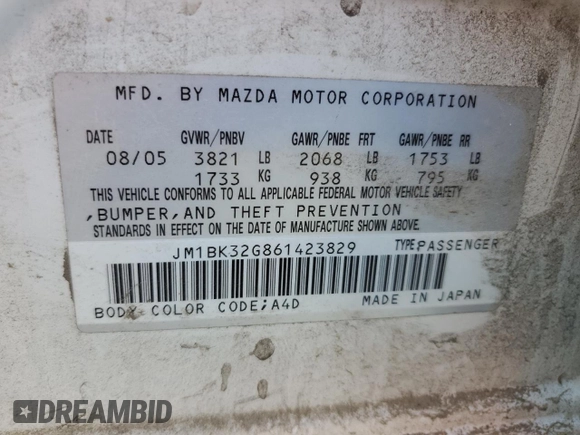 MFD. BY MAZDA MOTOR CORPORATION
DATE GVWR/PNBV GAWR/PNBE FRT GAWR/PNBE RR
08/05 3821 LB 2068 LB 1753 LB
1733 KG 938 KG 795 KG
THIS VEHICLE CONFORMS TO ALL APPLICABLE FEDERAL MOTOR VEHICLE SAFETY
,BUMPER,AND THEFT PREVENTION
STANDARDS IN EFFECT ON THE DATE OF MANUFACTURE SHOWN ABOVE.
JM1BK32G861423829 TYPE:PASSENGER
BODY COLOR CODE;A4D MADE IN JAPAN
DREAMBID